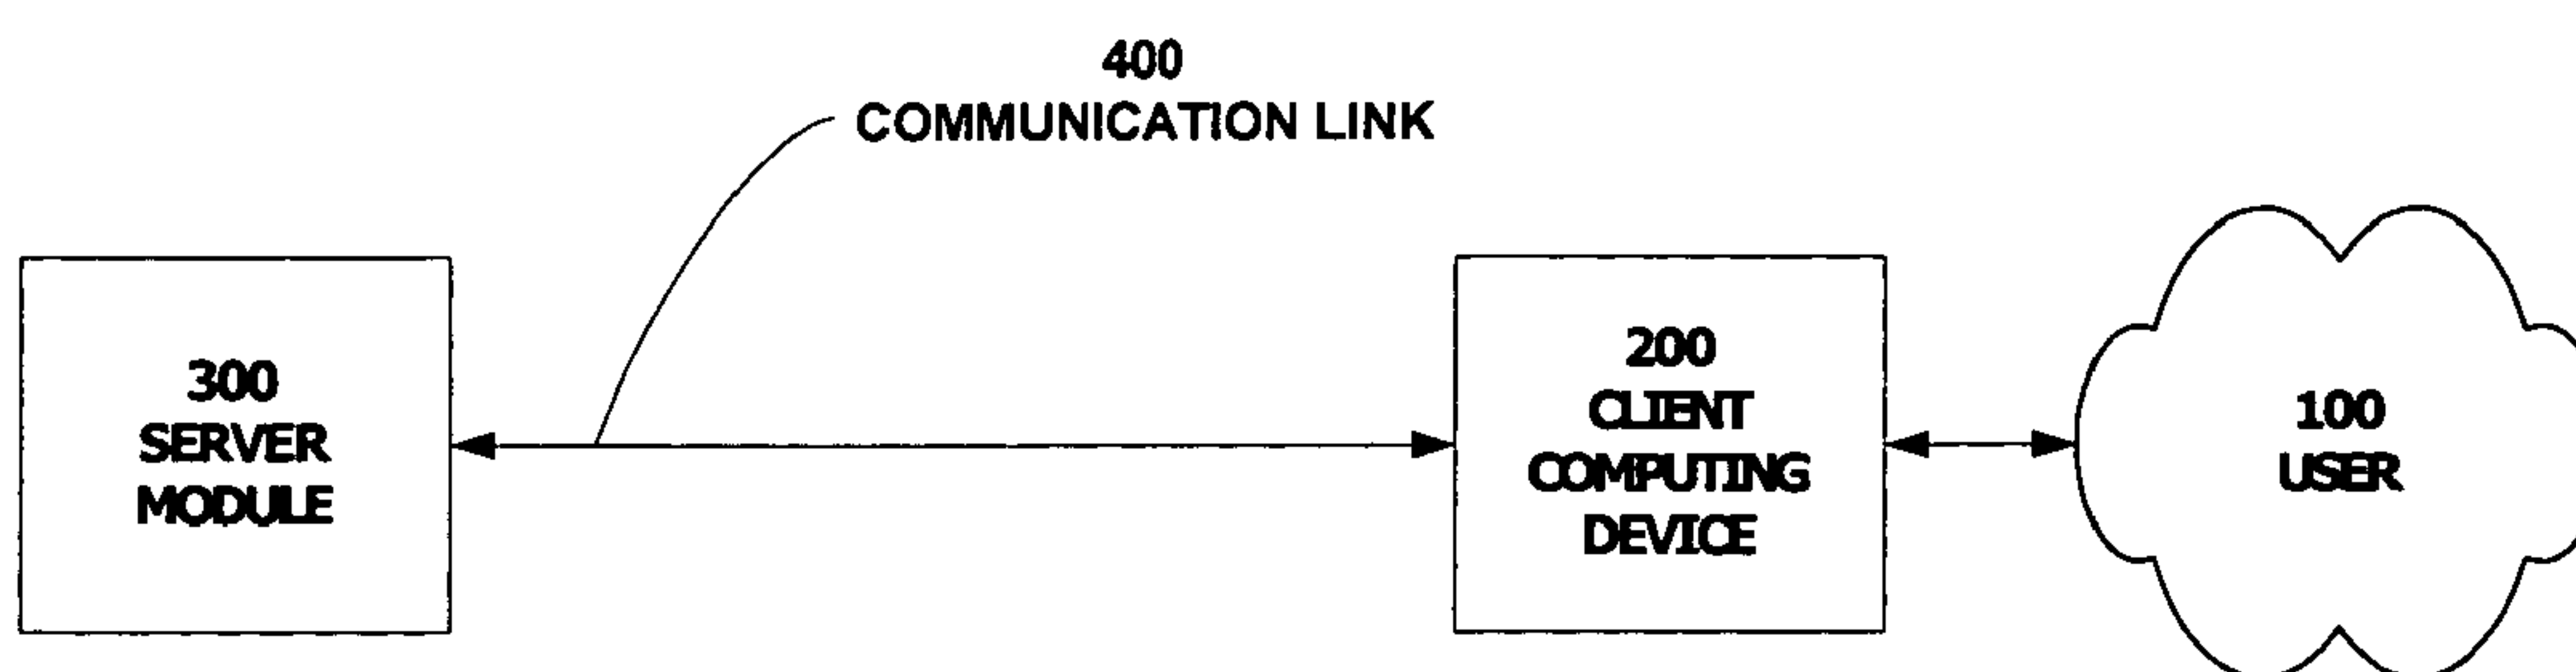 400
COMMUNICATION LINK
300
SERVER
MODULE
200
CLIENT
COMPUTING
DEVICE
100
USER